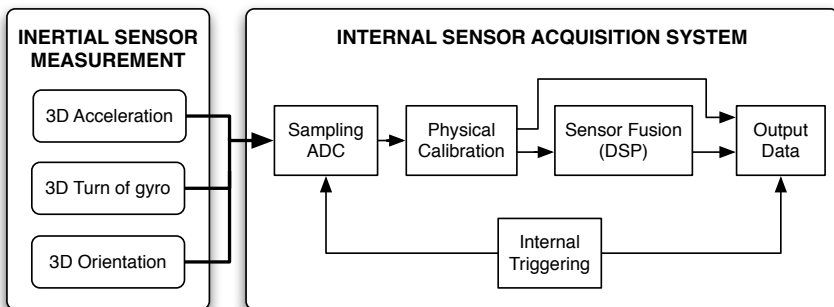 INERTIAL SENSOR
MEASUREMENT
3D Acceleration
3D Turn of gyro
3D Orientation
INTERNAL SENSOR ACQUISITION SYSTEM
Sampling
ADC
Physical
Calibration
Sensor Fusion
(DSP)
Output
Data
Internal
Triggering